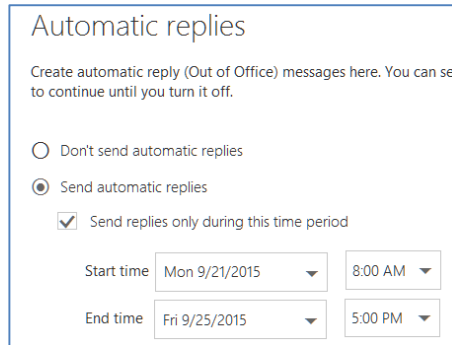 Automatic replies
Create automatic reply (Out of Office) messages here. You can se
to continue until you turn it off.
Don't send automatic replies
Send automatic replies
Send replies only during this time period
Start time Mon 9/21/2015 8:00 AM
End time Fri 9/25/2015 5:00 PM